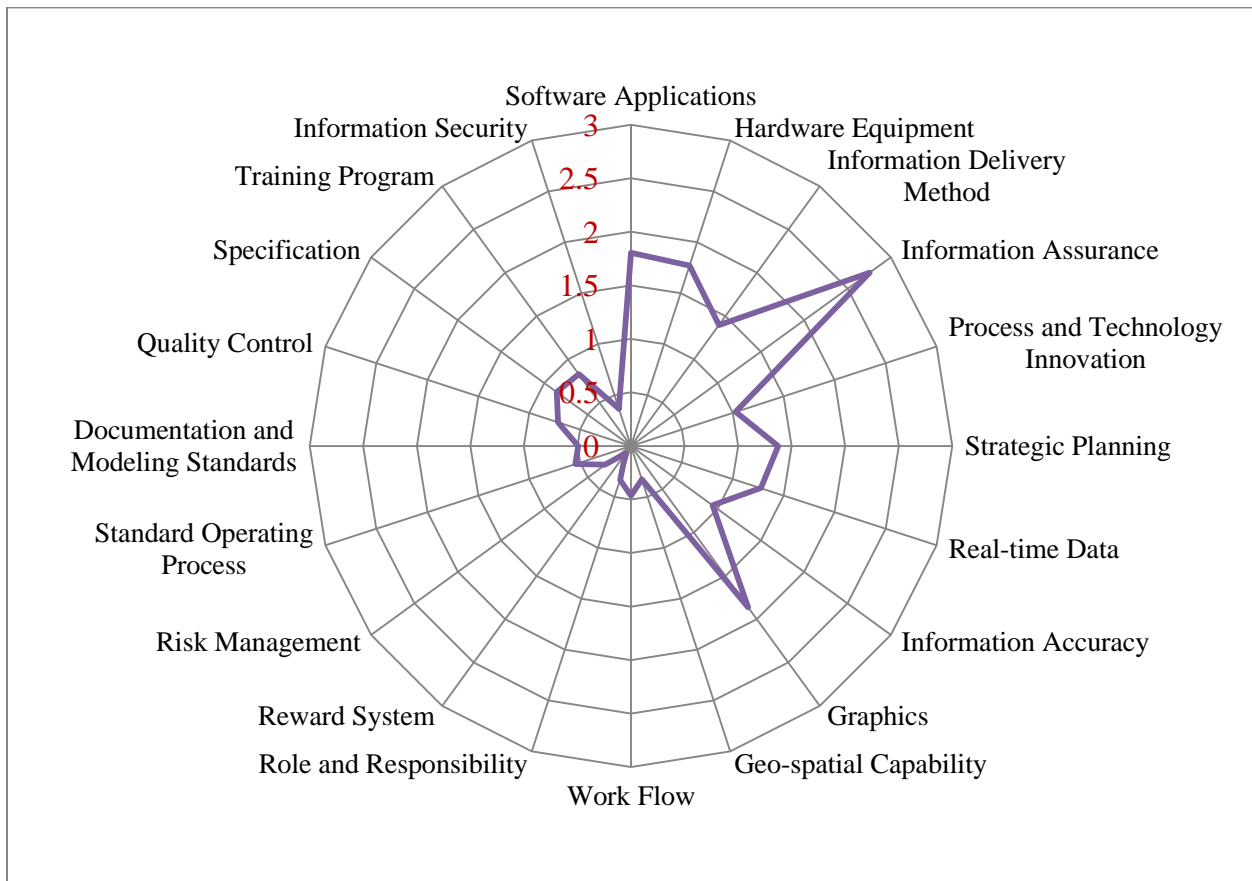 Software Applications
Hardware Equipment
Information Delivery
Method
Information Assurance
Process and Technology
Innovation
Strategic Planning
Real-time Data
Information Accuracy
Graphics
Geo-spatial Capability
Work Flow
Role and Responsibility
Reward System
Risk Management
Standard Operating
Process
Documentation and
Modeling Standards
Quality Control
Specification
Training Program
Information Security
3
2.5
2
1.5
1
0.5
0